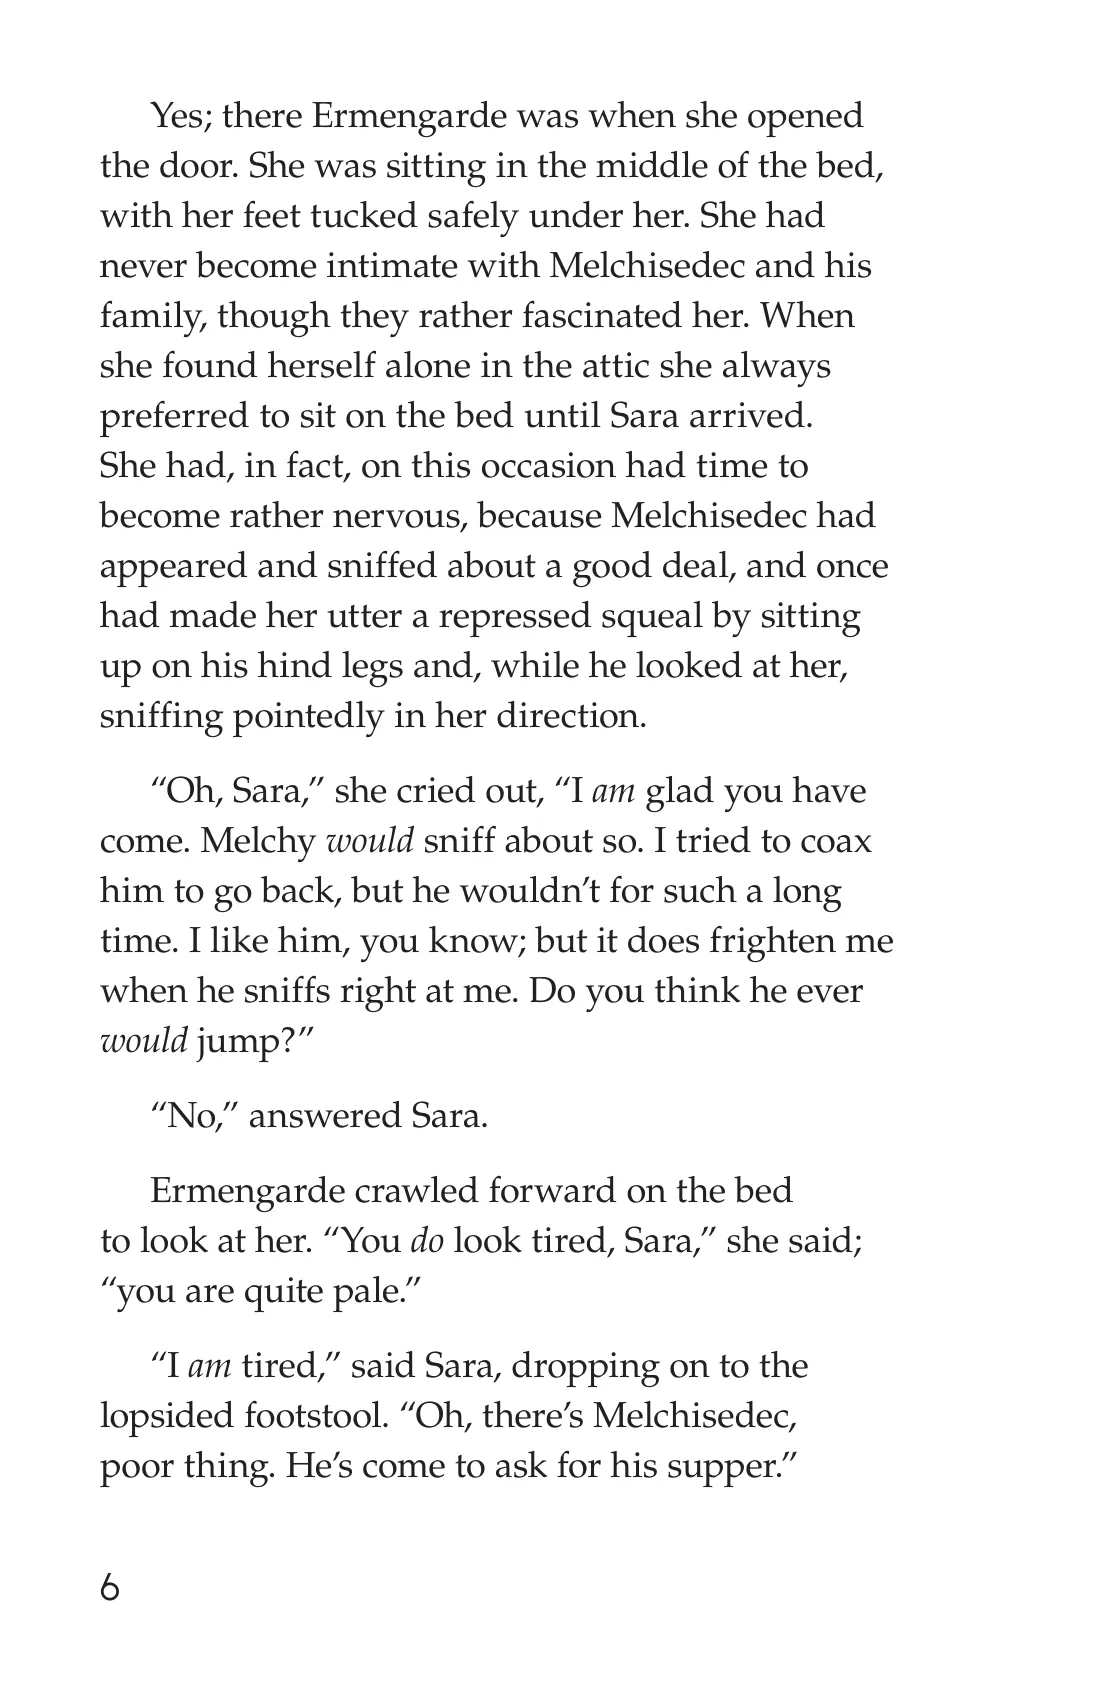 Yes; there Ermengarde was when she opened
the door. She was sitting in the middle of the bed,
with her feet tucked safely under her. She had
never become intimate with Melchisedec and his
family, though they rather fascinated her. When
she found herself alone in the attic she always
preferred to sit on the bed until Sara arrived.
She had, in fact, on this occasion had time to
become rather nervous, because Melchisedec had
appeared and sniffed about a good deal, and once
had made her utter a repressed squeal by sitting
up on his hind legs and, while he looked at her,
sniffing pointedly in her direction.
“Oh, Sara,” she cried out, “I am glad you have
come. Melchy would sniff about so. I tried to coax
him to go back, but he wouldn’t for such a long
time. I like him, you know; but it does frighten me
when he sniffs right at me. Do you think he ever
would jump?”
“No,” answered Sara.
Ermengarde crawled forward on the bed
to look at her. “You do look tired, Sara,” she said;
“you are quite pale.”
“I am tired,” said Sara, dropping on to the
lopsided footstool. “Oh, there’s Melchisedec,
poor thing. He’s come to ask for his supper.”
6